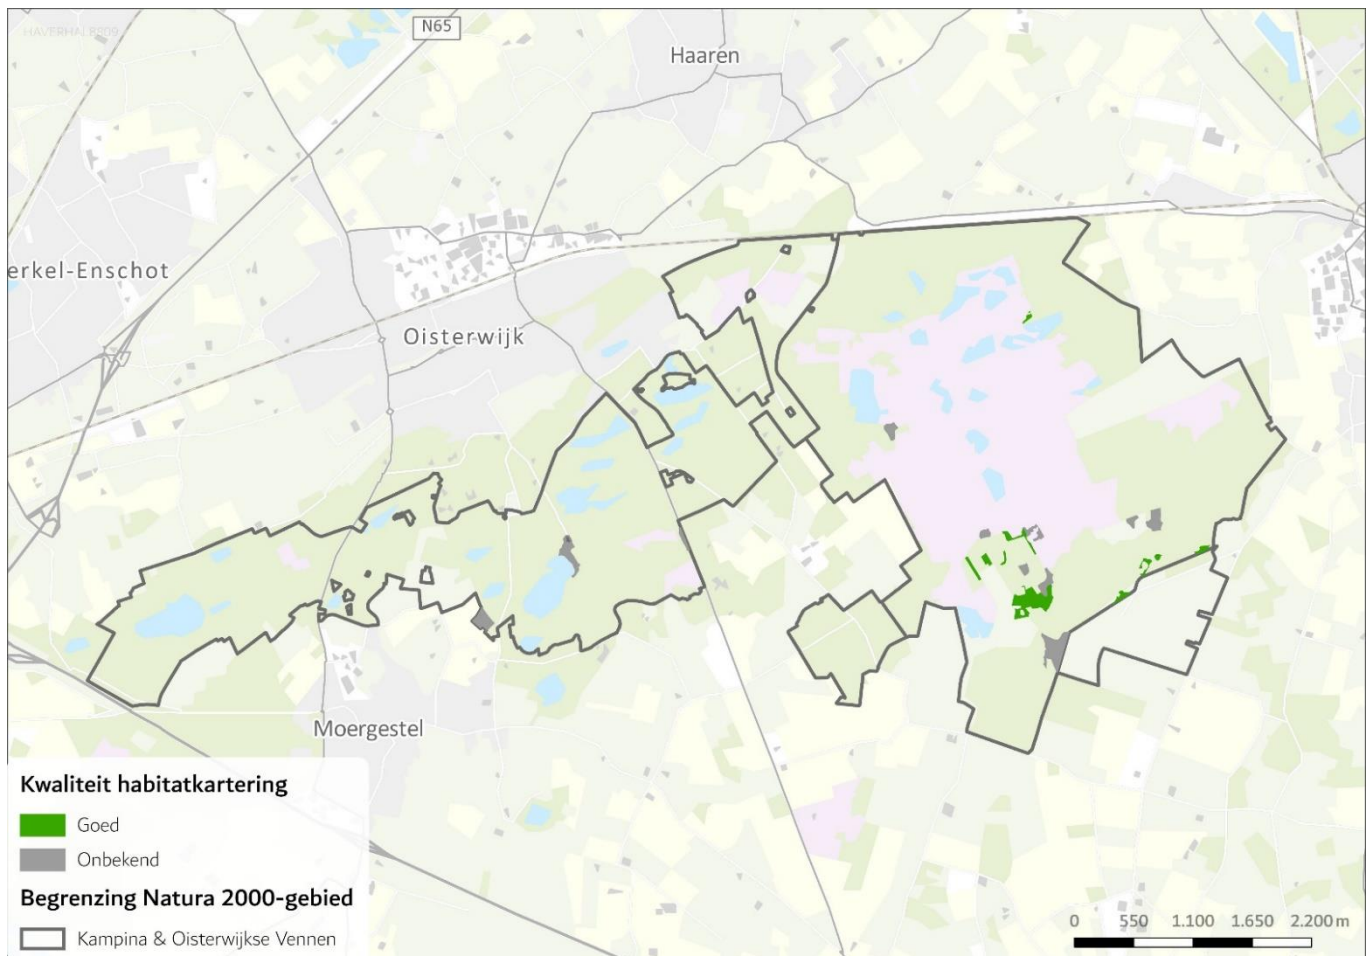 HAVERHAL8809
N65
Haaren
erkel-Enschot
Oisterwijk
Moergestel
Kwaliteit habitatkartering
Goed
Onbekend
Begrenzing Natura 2000-gebied
Kampina & Oisterwijkse Vennen
0 550 1.100 1.650 2.200 m